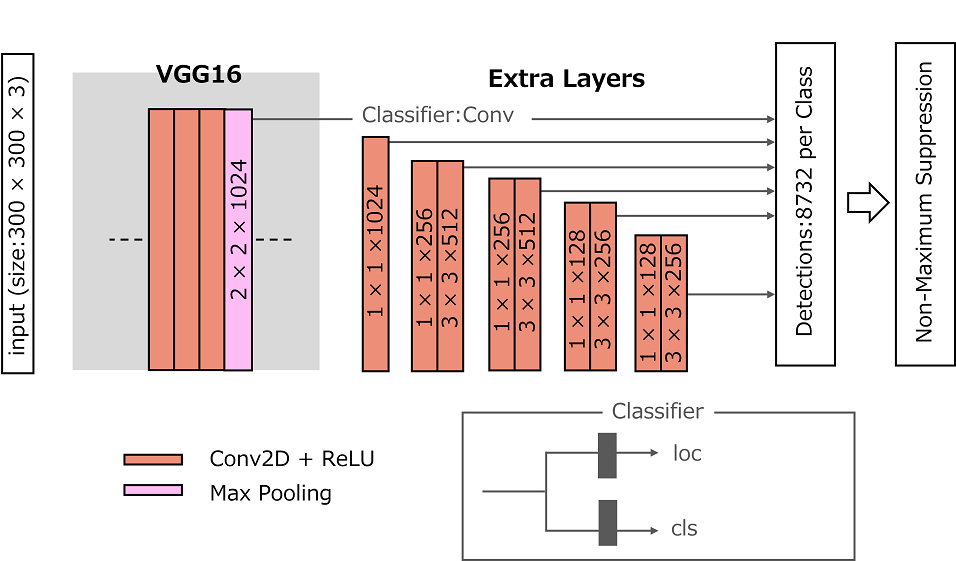 input (size:300 × 300 × 3)
VGG16
2 × 2 × 1024
Extra Layers
Classifier:Conv
1 × 1 ×1024
1 × 1 ×256
3 × 3 ×512
1 × 1 ×256
3 × 3 ×512
1 × 1 ×128
3 × 3 ×256
1 × 1 ×128
3 × 3 ×256
Detections:8732 per Class
Non-Maximum Suppression
Conv2D + ReLU
Max Pooling
Classifier
loc
cls